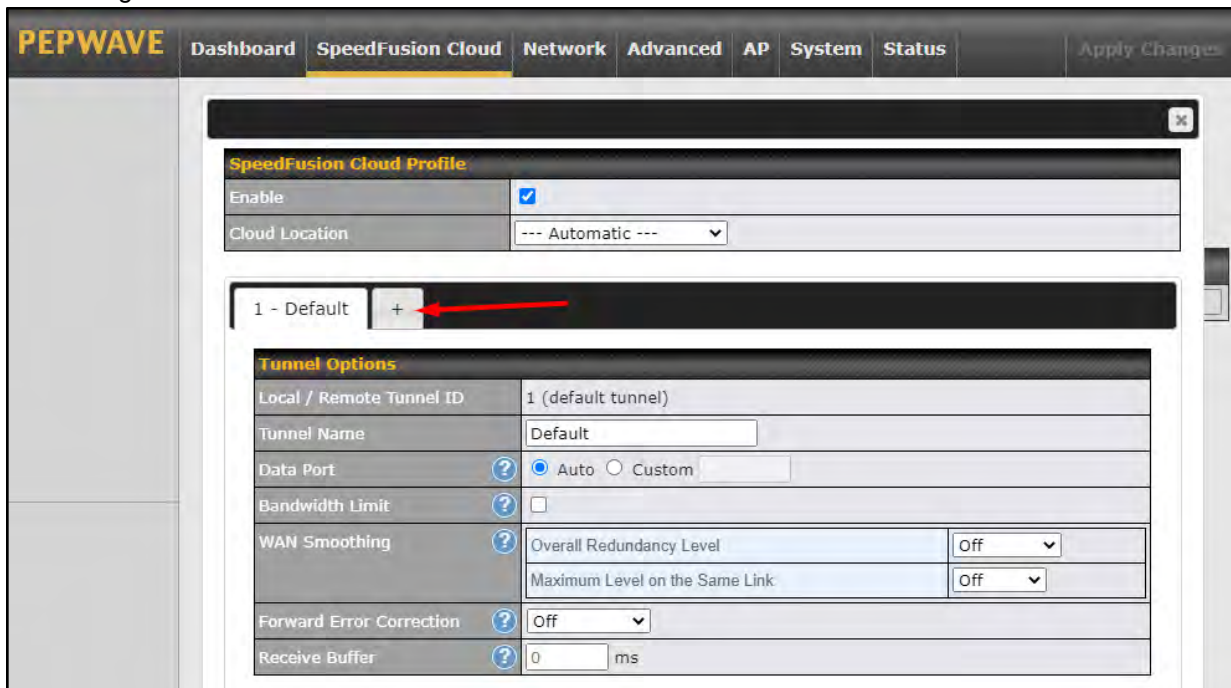 PEPWAVE Dashboard SpeedFusion Cloud Network Advanced AP System Status Apply Changes
SpeedFusion Cloud Profile
Enable
Cloud Location --- Automatic ---
1 - Default +
Tunnel Options
Local / Remote Tunnel ID 1 (default tunnel)
Tunnel Name Default
Data Port ? Auto Custom
Bandwidth Limit ?
WAN Smoothing ? Overall Redundancy Level Off
Maximum Level on the Same Link Off
Forward Error Correction ? Off
Receive Buffer ? 0 ms